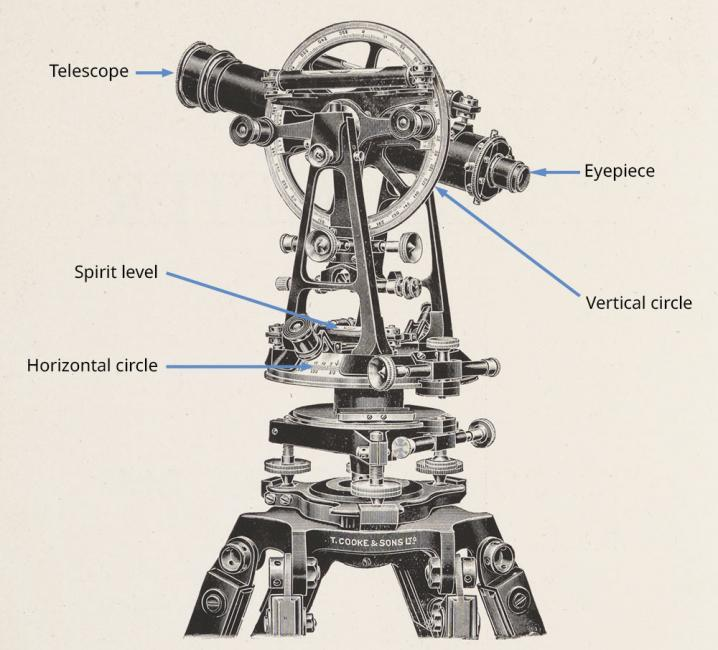 Telescope
Eyepiece
Spirit level
Vertical circle
Horizontal circle
T. COOKE & SONS LTD